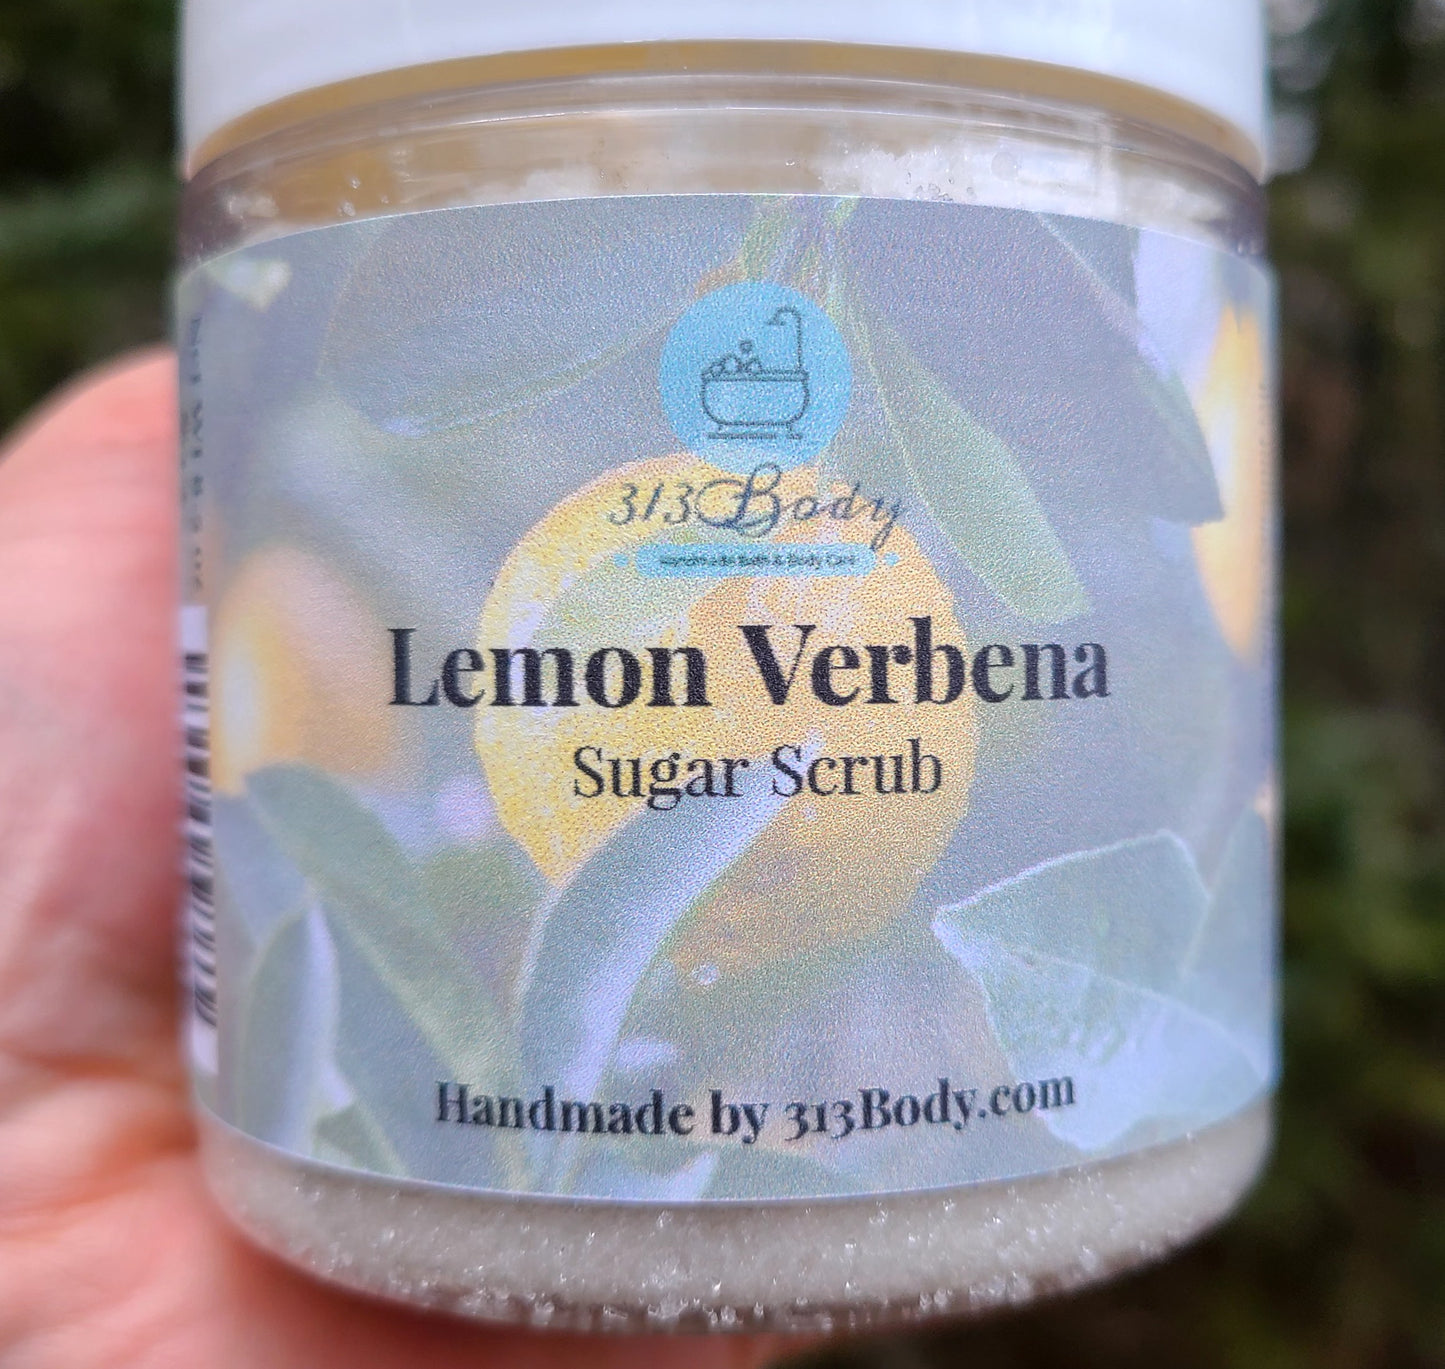 313Body
Handmade Bath & Body Care
Lemon Verbena
Sugar Scrub
Handmade by 313Body.com